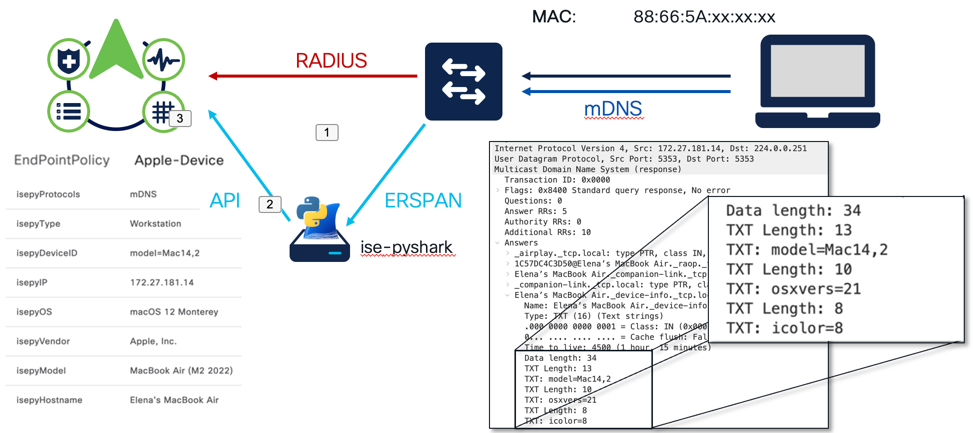 MAC: 88:66:5A:xx:xx:xx
RADIUS
mDNS
3
1
2
API
ERSPAN
ise-pyshark
EndPointPolicy Apple-Device
isepyProtocols mDNS
isepyType Workstation
isepyDeviceID model=Mac14,2
isepyIP 172.27.181.14
isepyOS macOS 12 Monterey
isepyVendor Apple, Inc.
isepyModel MacBook Air (M2 2022)
isepyHostname Elena's MacBook Air
Internet Protocol Version 4, Src: 172.27.181.14, Dst: 224.0.0.251
User Datagram Protocol, Src Port: 5353, Dst Port: 5353
Multicast Domain Name System (response)
Transaction ID: 0x0000
Flags: 0x8400 Standard query response, No error
Questions: 0
Answer RRs: 5
Authority RRs: 0
Additional RRs: 10
Answers
_airplay._tcp.local: type PTR, class IN,
1C57DC4C3D50@Elena's MacBook Air._raop._
Elena's MacBook Air._companion-link._tcp
_companion-link._tcp.local: type PTR, cl
Elena's MacBook Air._device-info._tcp.lo
Name: Elena's MacBook Air._device-info.
Type: TXT (16) (Text strings)
.000 0000 0000 0001 = Class: IN (0x000
0... .... .... .... = Cache flush: Fal
Time to live: 4500 (1 hour, 15 minutes)
Data length: 34
TXT Length: 13
TXT: model=Mac14,2
TXT Length: 10
TXT: osxvers=21
TXT Length: 8
TXT: icolor=8
Data length: 34
TXT Length: 13
TXT: model=Mac14,2
TXT Length: 10
TXT: osxvers=21
TXT Length: 8
TXT: icolor=8